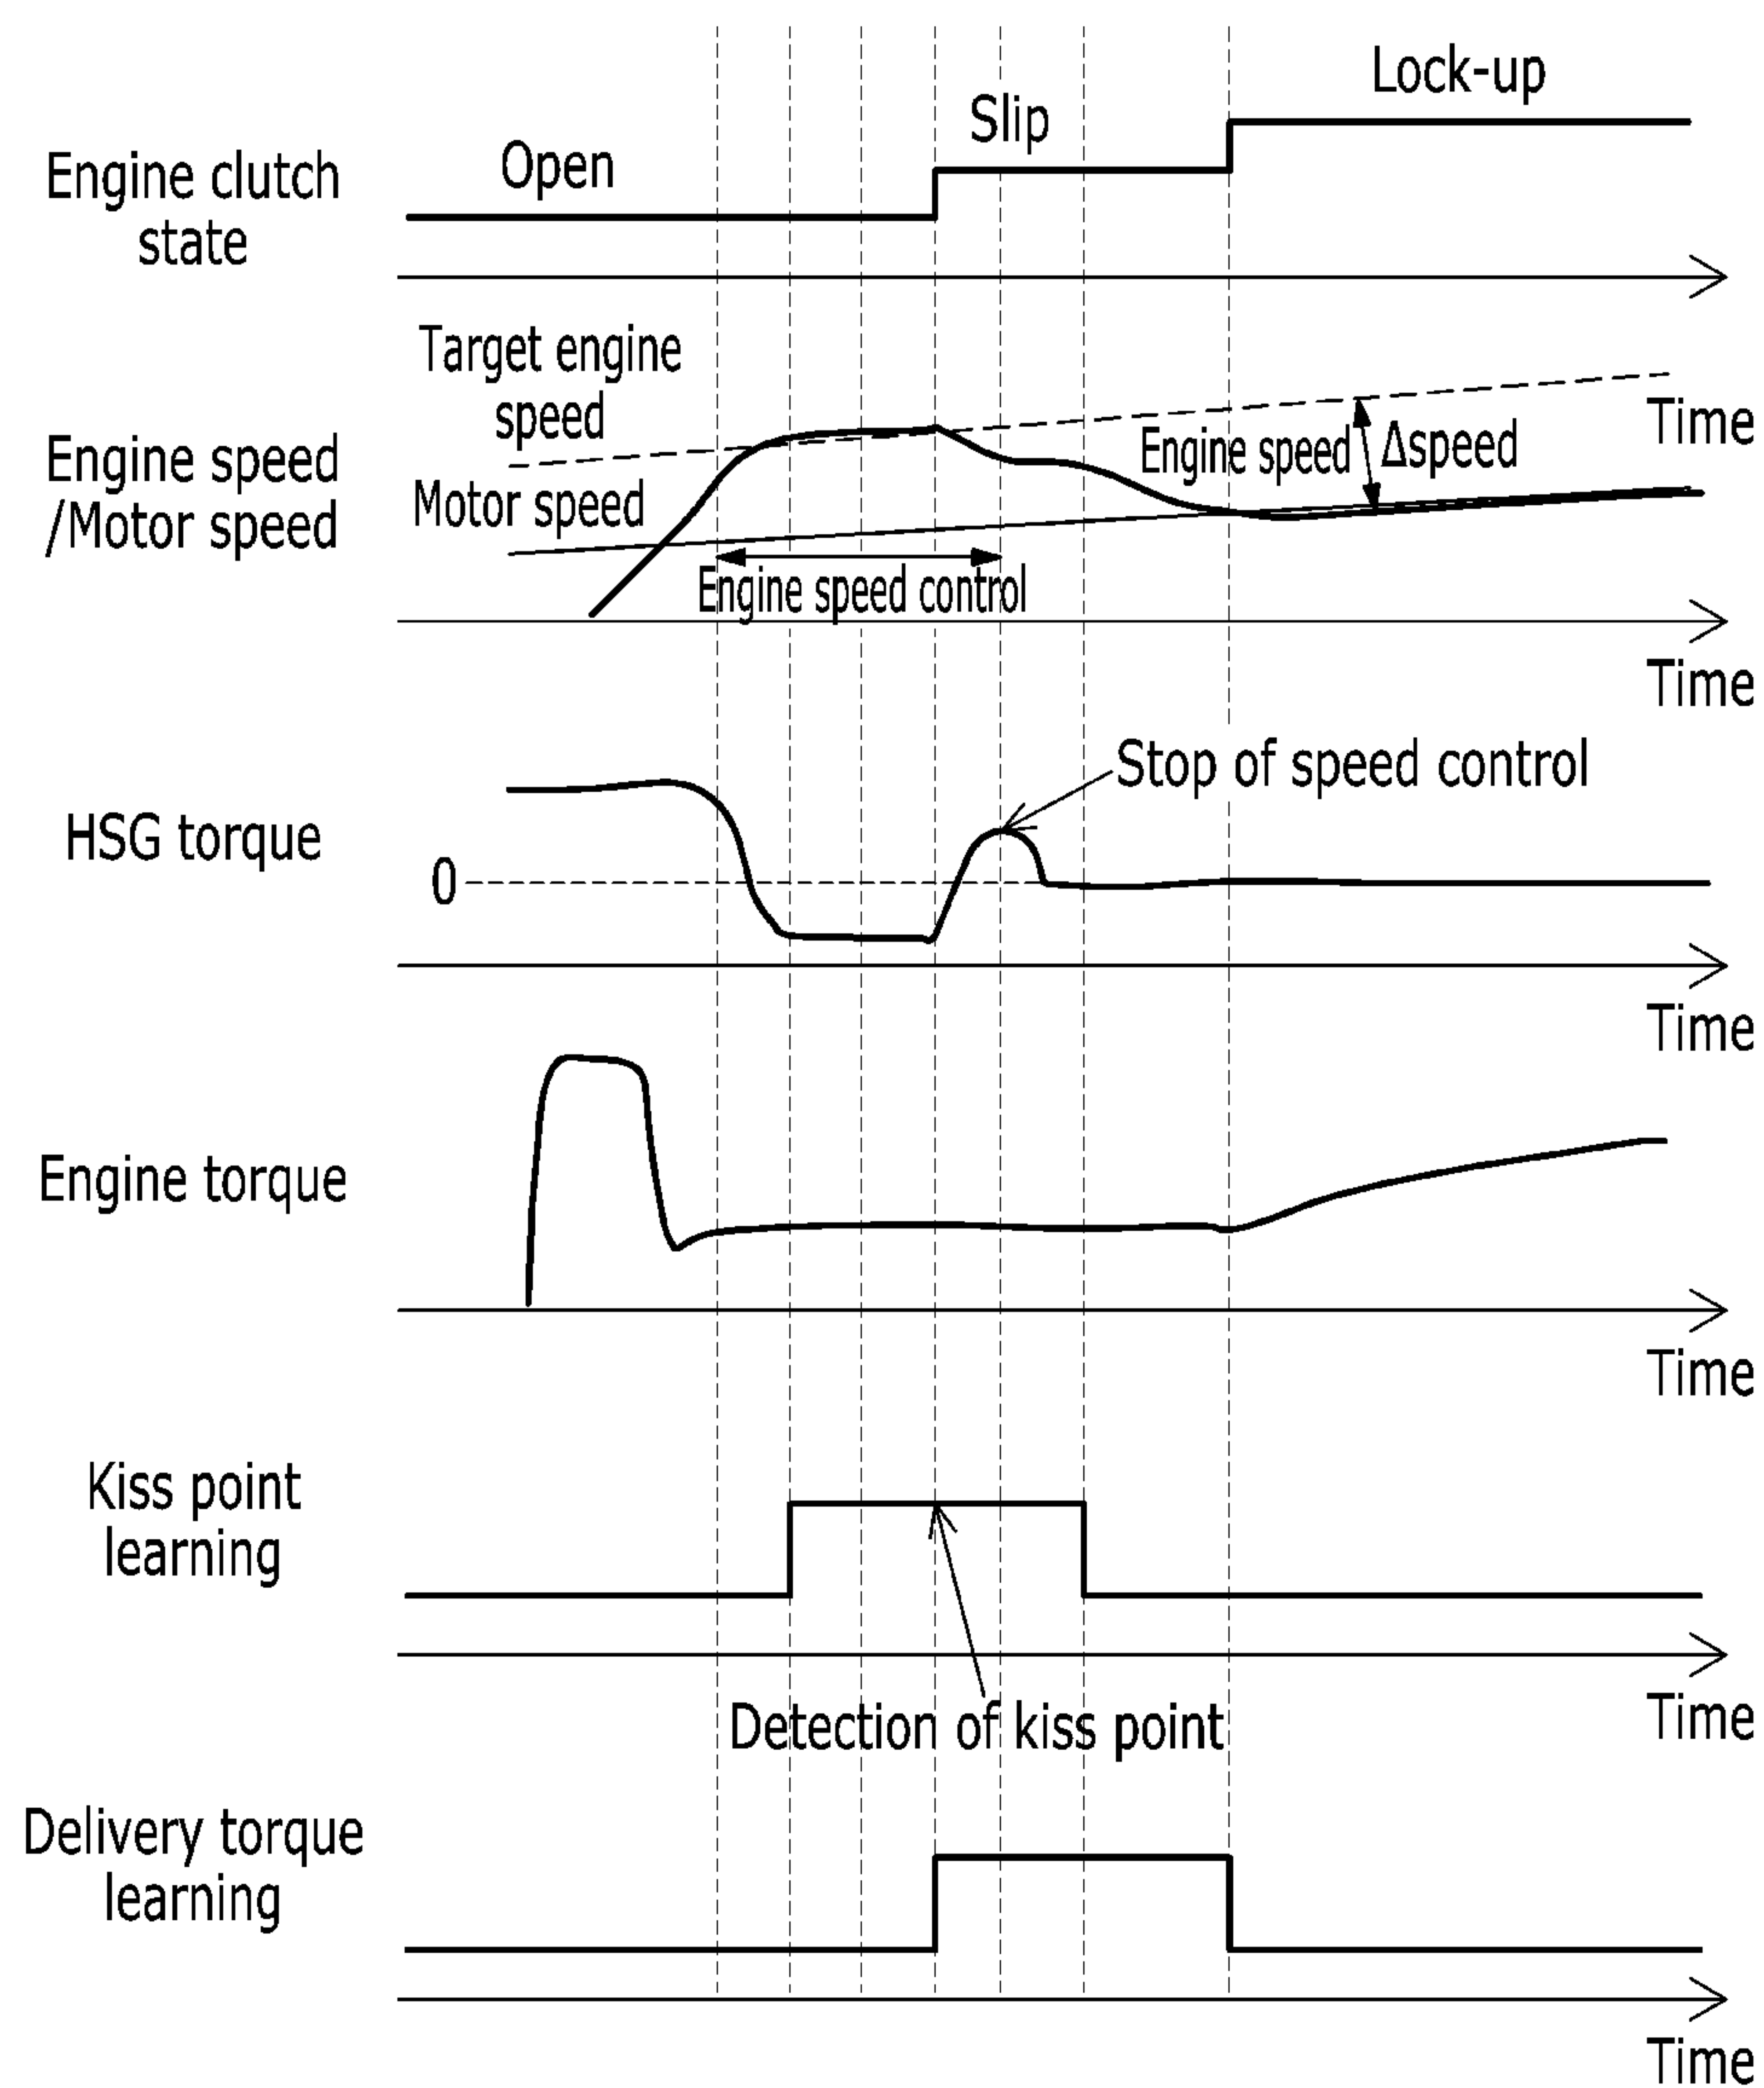 Lock-up
Slip
Open
Engine clutch
state
Time
Target engine
speed
Engine speed
/Motor speed
Motor speed
Engine speed
Δspeed
Engine speed control
Time
Stop of speed control
HSG torque
0
Time
Engine torque
Time
Kiss point
learning
Detection of kiss point
Time
Delivery torque
learning
Time